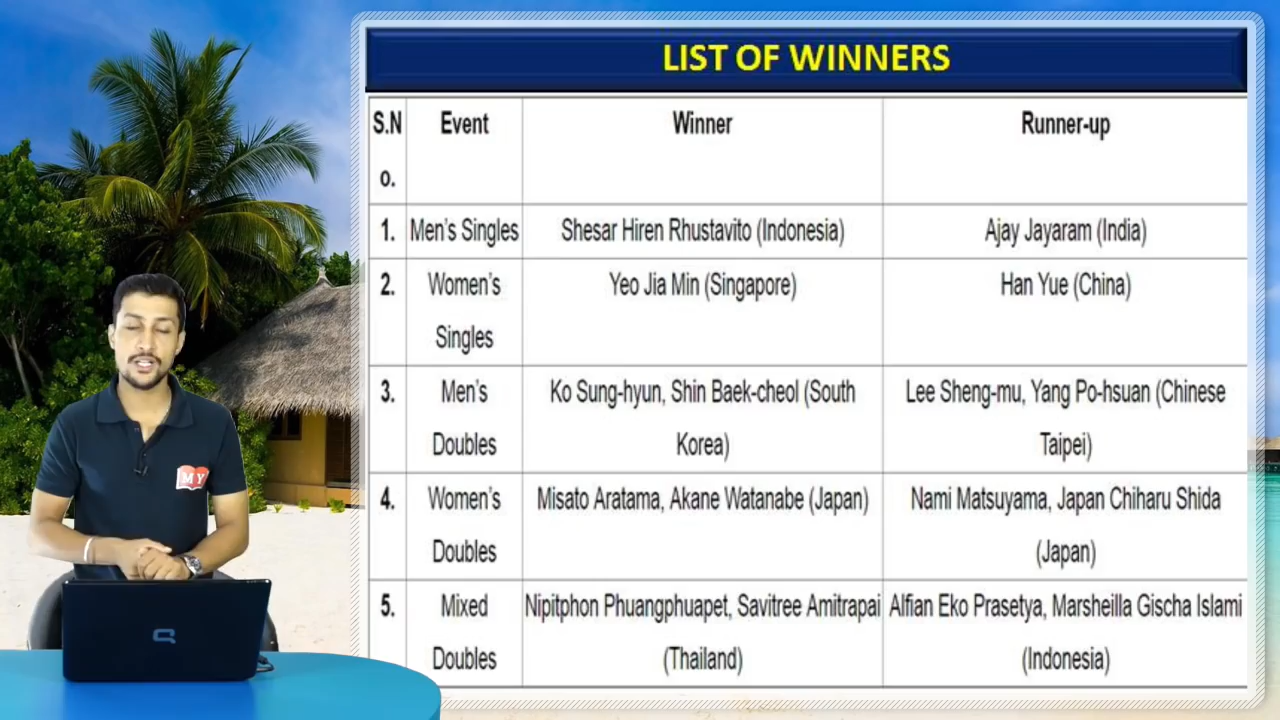 LIST OF WINNERS
S.N
o.
Event
Winner
Runner-up
1.
Men's Singles
Shesar Hiren Rhustavito (Indonesia)
Ajay Jayaram (India)
2.
Women's
Singles
Yeo Jia Min (Singapore)
Han Yue (China)
3.
Men's
Doubles
Ko Sung-hyun, Shin Baek-cheol (South
Korea)
Lee Sheng-mu, Yang Po-hsuan (Chinese
Taipei)
4.
Women's
Doubles
Misato Aratama, Akane Watanabe (Japan)
Nami Matsuyama, Japan Chiharu Shida
(Japan)
5.
Mixed
Doubles
Nipitphon Phuangphuapet, Savitree Amitrapai
(Thailand)
Alfian Eko Prasetya, Marsheilla Gischa Islami
(Indonesia)
MY